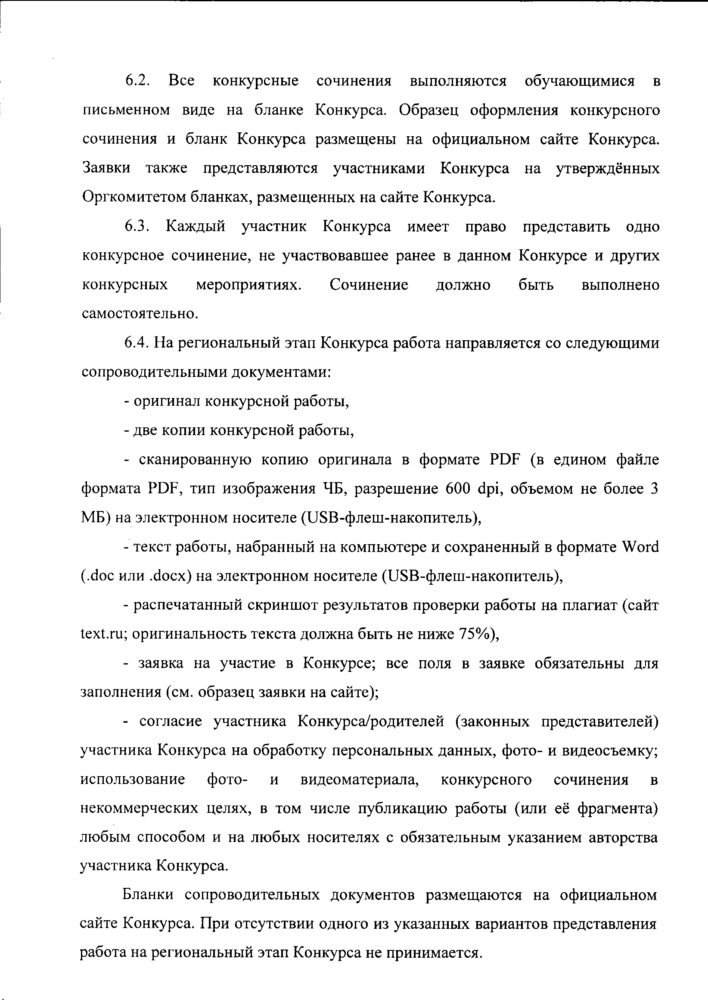 6.2. Все конкурсные сочинения выполняются обучающимися в
письменном виде на бланке Конкурса. Образец оформления конкурсного
сочинения и бланк Конкурса размещены на официальном сайте Конкурса.
Заявки также представляются участниками Конкурса на утверждённых
Оргкомитетом бланках, размещенных на сайте Конкурса.
6.3. Каждый участник Конкурса имеет право представить одно
конкурсное сочинение, не участвовавшее ранее в данном Конкурсе и других
конкурсных мероприятиях. Сочинение должно быть выполнено
самостоятельно.
6.4. На региональный этап Конкурса работа направляется со следующими
сопроводительными документами:
- оригинал конкурсной работы,
- две копии конкурсной работы,
- сканированную копию оригинала в формате PDF (в едином файле
формата PDF, тип изображения ЧБ, разрешение 600 dpi, объемом не более 3
МБ) на электронном носителе (USB-флеш-накопитель),
- текст работы, набранный на компьютере и сохраненный в формате Word
(.doc или .docx) на электронном носителе (USB-флеш-накопитель),
- распечатанный скриншот результатов проверки работы на плагиат (сайт
text.ru; оригинальность текста должна быть не ниже 75%),
- заявка на участие в Конкурсе; все поля в заявке обязательны для
заполнения (см. образец заявки на сайте);
- согласие участника Конкурса/родителей (законных представителей)
участника Конкурса на обработку персональных данных, фото- и видеосъемку;
использование фото- и видеоматериала, конкурсного сочинения в
некоммерческих целях, в том числе публикацию работы (или её фрагмента)
любым способом и на любых носителях с обязательным указанием авторства
участника Конкурса.
Бланки сопроводительных документов размещаются на официальном
сайте Конкурса. При отсутствии одного из указанных вариантов представления
работа на региональный этап Конкурса не принимается.